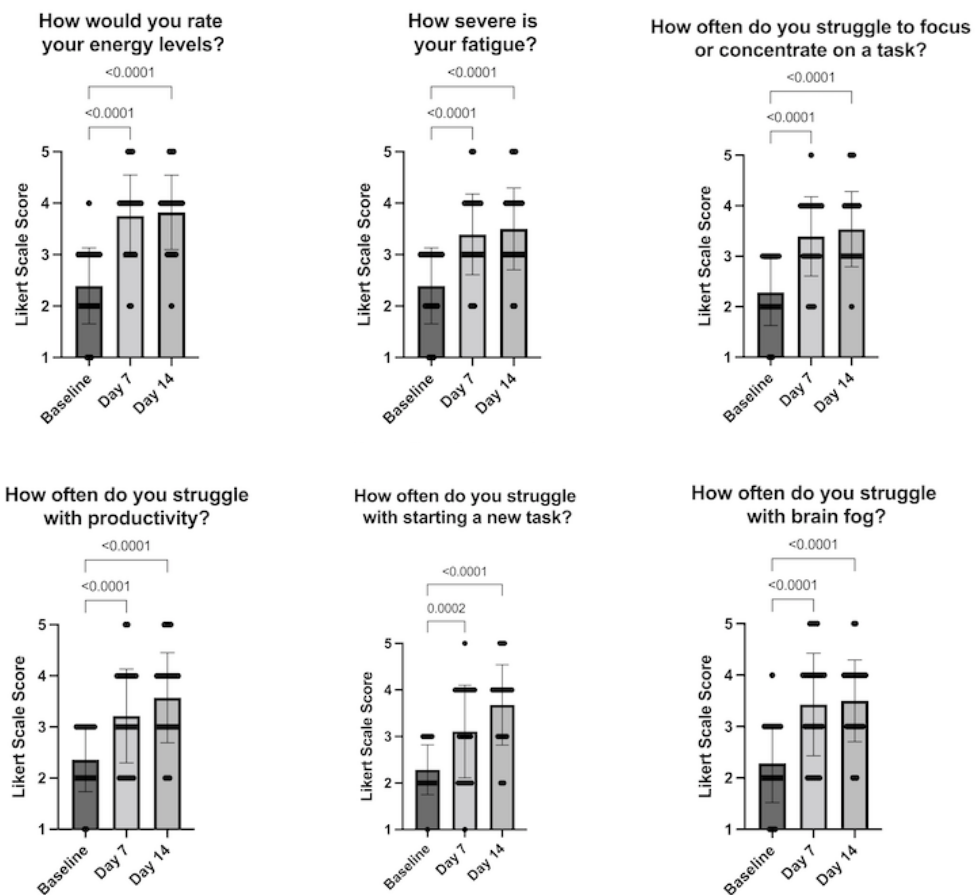 How would you rate
your energy levels?
<0.0001
<0.0001
Likert Scale Score
5
4
3
2
1
Baseline
Day 7
Day 14
How severe is
your fatigue?
<0.0001
<0.0001
Likert Scale Score
5
4
3
2
1
Baseline
Day 7
Day 14
How often do you struggle to focus
or concentrate on a task?
<0.0001
<0.0001
Likert Scale Score
5
4
3
2
1
Baseline
Day 7
Day 14
How often do you struggle
with productivity?
<0.0001
<0.0001
Likert Scale Score
5
4
3
2
1
Baseline
Day 7
Day 14
How often do you struggle
with starting a new task?
<0.0001
0.0002
Likert Scale Score
5
4
3
2
1
Baseline
Day 7
Day 14
How often do you struggle
with brain fog?
<0.0001
<0.0001
Likert Scale Score
5
4
3
2
1
Baseline
Day 7
Day 14